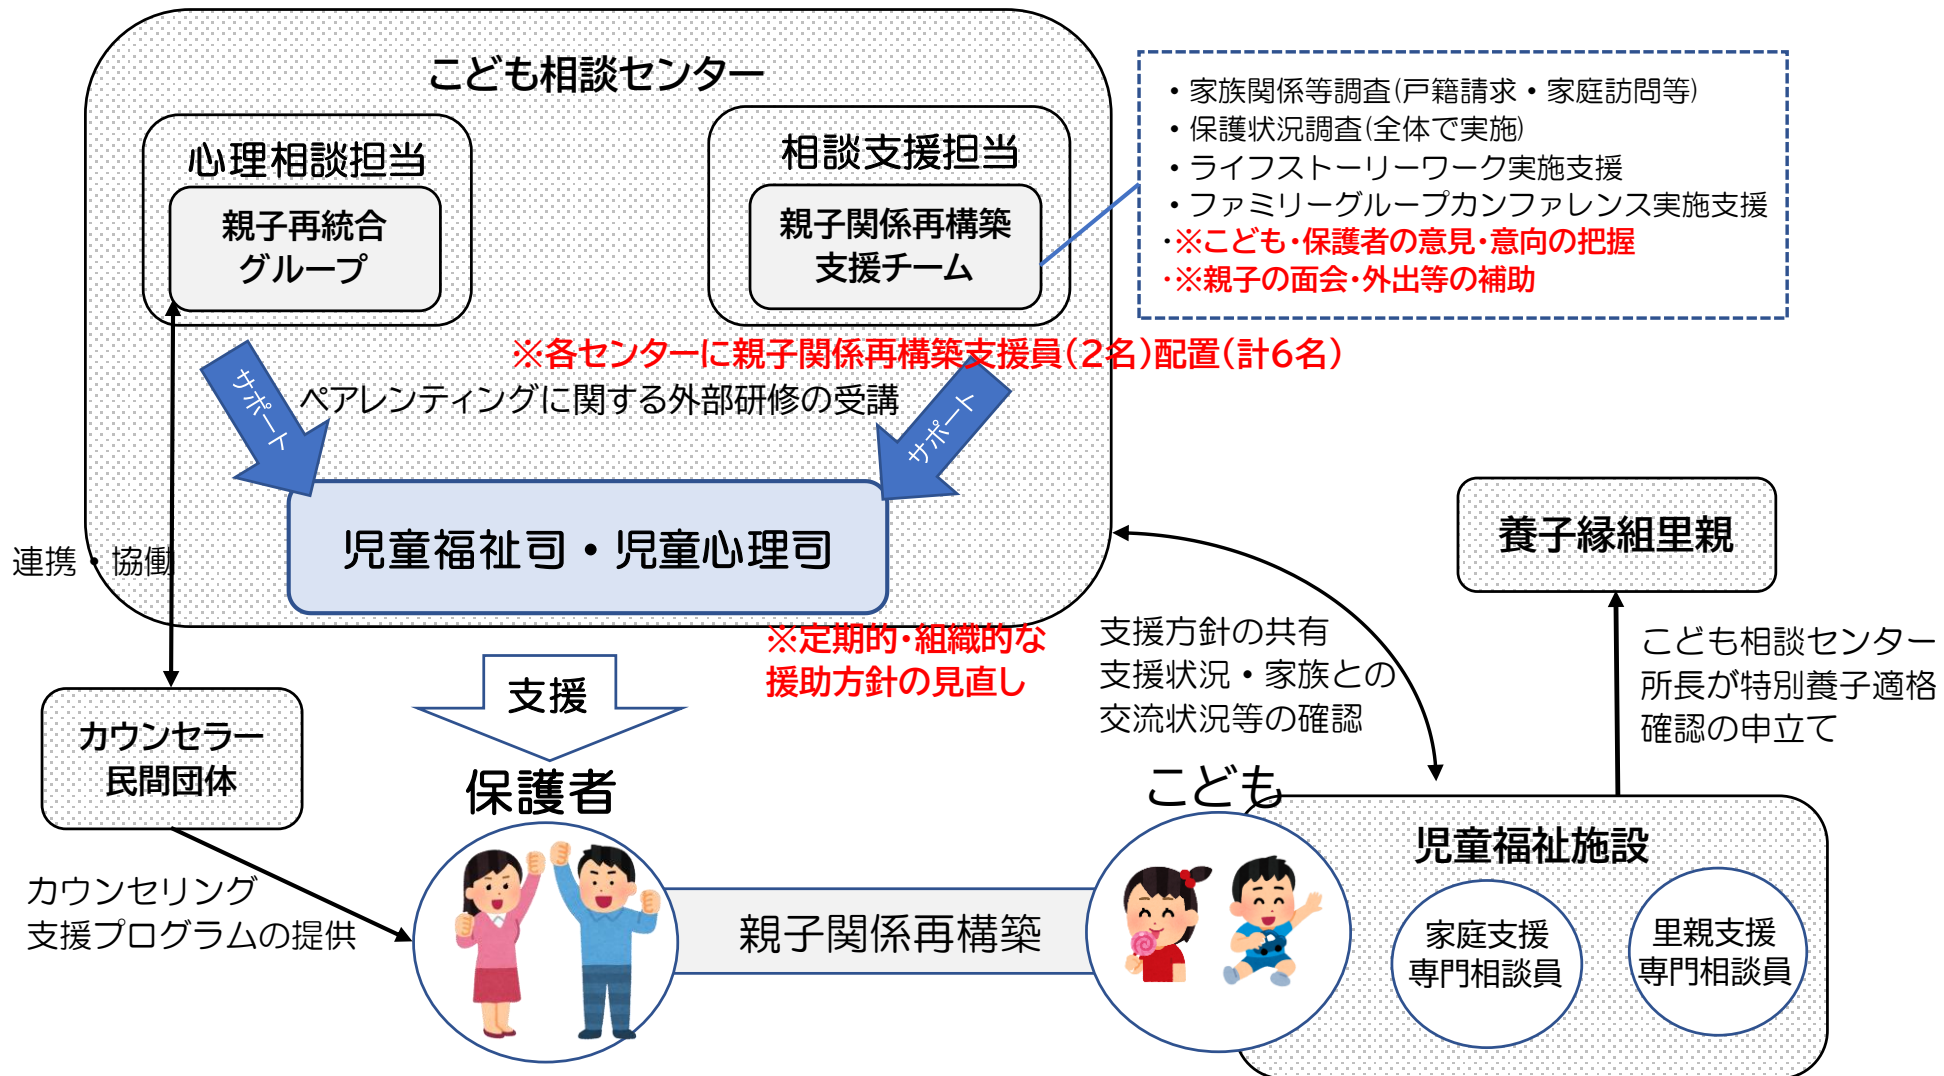 こども相談センター
心理相談担当
親子再統合
グループ
相談支援担当
親子関係再構築
支援チーム
・家族関係等調査(戸籍請求・家庭訪問等)
・保護状況調査(全体で実施)
・ライフストーリーワーク実施支援
・ファミリーグループカンファレンス実施支援
・※こども・保護者の意見・意向の把握
・※親子の面会・外出等の補助
※各センターに親子関係再構築支援員(2名)配置(計6名)
ペアレンティングに関する外部研修の受講
サポート
サポート
児童福祉司・児童心理司
連携・協働
※定期的・組織的な
援助方針の見直し
支援
支援方針の共有
支援状況・家族との
交流状況等の確認
養子縁組里親
こども相談センター
所長が特別養子適格
確認の申立て
カウンセラー
民間団体
カウンセリング
支援プログラムの提供
保護者
親子関係再構築
こども
児童福祉施設
家庭支援
専門相談員
里親支援
専門相談員